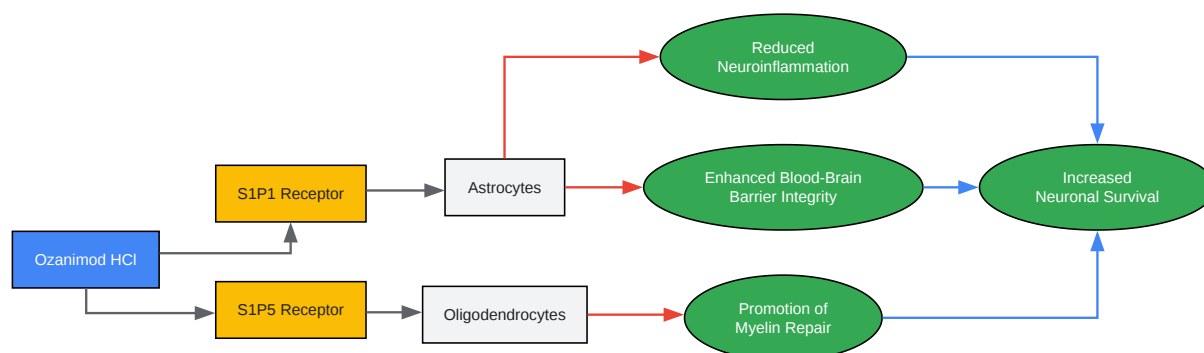 Reduced
Neuroinflammation
S1P1 Receptor
Astrocytes
Enhanced Blood-Brain
Barrier Integrity
Increased
Neuronal Survival
Ozanimod HCl
S1P5 Receptor
Oligodendrocytes
Promotion of
Myelin Repair